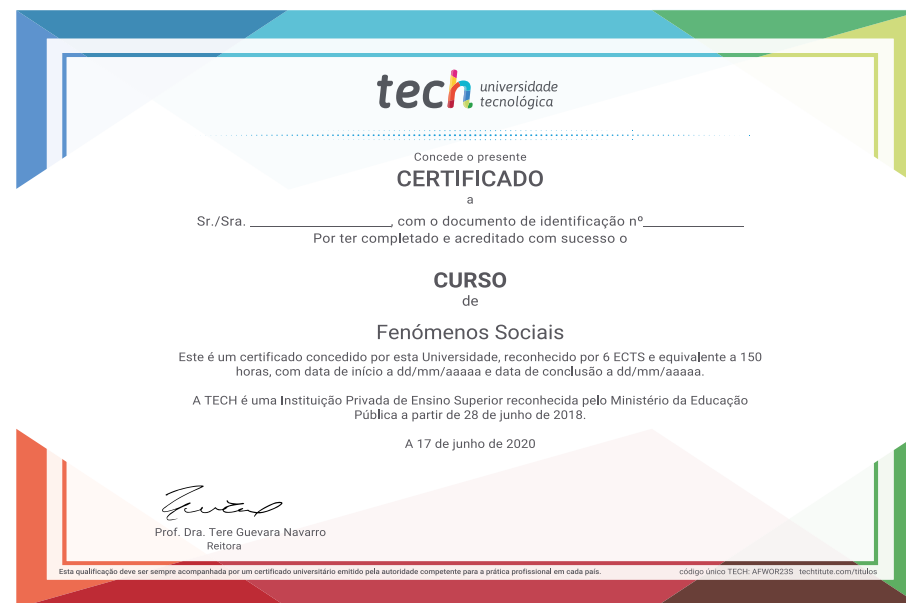 tech universidade
tecnológica
Concede o presente
CERTIFICADO
a
Sr./Sra. ________________, com o documento de identificação nº______________
Por ter completado e acreditado com sucesso o
CURSO
de
Fenómenos Sociais
Este é um certificado concedido por esta Universidade, reconhecido por 6 ECTS e equivalente a 150
horas, com data de início a dd/mm/aaaaa e data de conclusão a dd/mm/aaaaa.
A TECH é uma Instituição Privada de Ensino Superior reconhecida pelo Ministério da Educação
Pública a partir de 28 de junho de 2018.
A 17 de junho de 2020
Prof. Dra. Tere Guevara Navarro
Reitora
Esta qualificação deve ser sempre acompanhada por um certificado universitário emitido pela autoridade competente para a prática profissional em cada país.
código único TECH: AFWOR23S techtitute.com/titulos